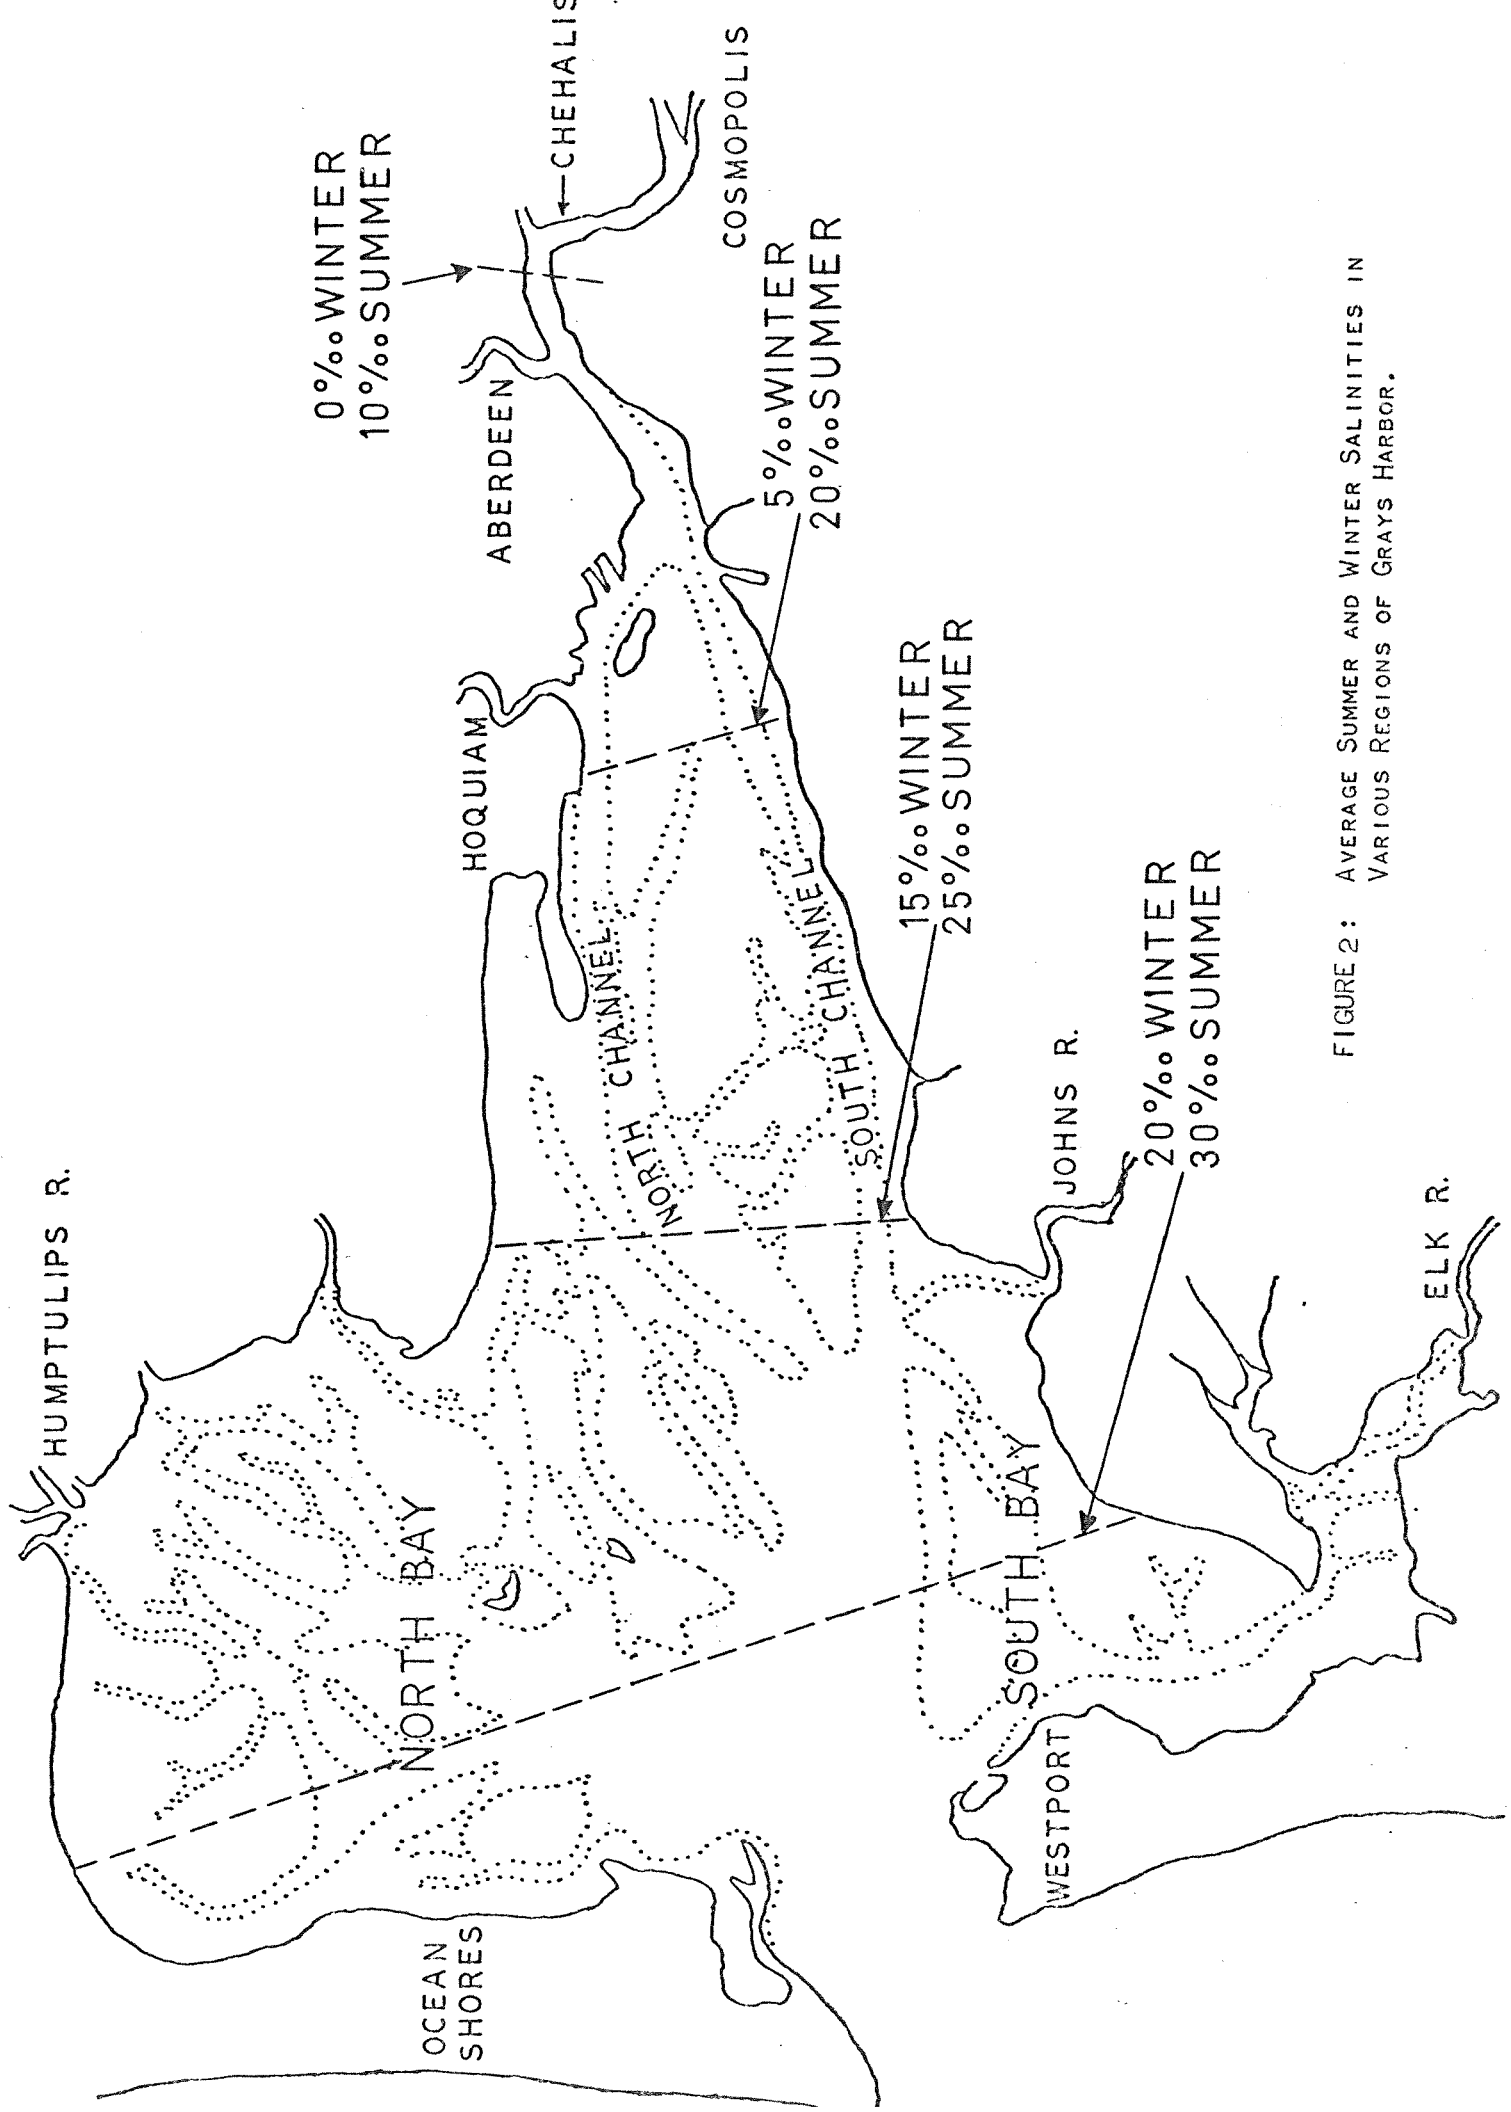 HUMPTULIPS R.
NORTH BAY
OCEAN
SHORES
HOQUIAM
ABERDEEN
0‰ WINTER
10‰ SUMMER
CHEHALIS
COSMOPOLIS
NORTH CHANNEL
SOUTH CHANNEL
5‰ WINTER
20‰ SUMMER
15‰ WINTER
25‰ SUMMER
JOHNS R.
20‰ WINTER
30‰ SUMMER
SOUTH BAY
WESTPORT
ELK R.
FIGURE 2: AVERAGE SUMMER AND WINTER SALINITIES IN
VARIOUS REGIONS OF GRAYS HARBOR.